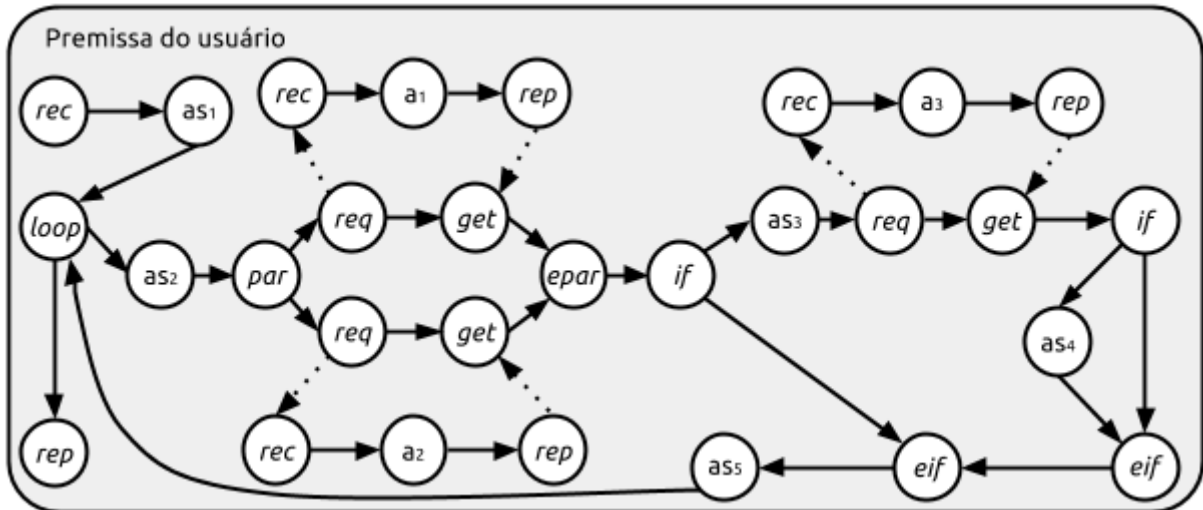 Premissa do usuário
rec
as1
rec
a1
rep
rec
a3
rep
loop
as2
par
req
get
epar
if
as3
req
get
if
req
get
as4
rep
rec
a2
rep
as5
eif
eif